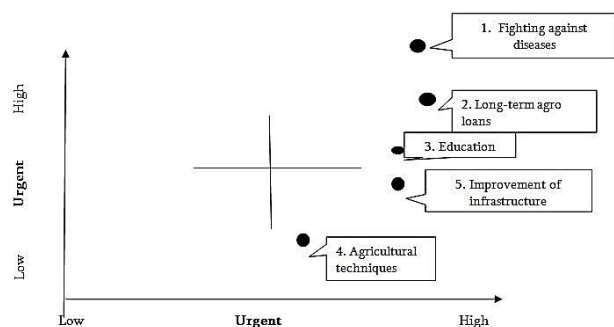 1. Fighting against
diseases
High
2. Long-term agro
loans
3. Education
Urgent
5. Improvement of
infrastructure
4. Agricultural
techniques
Low
Low
Urgent
High